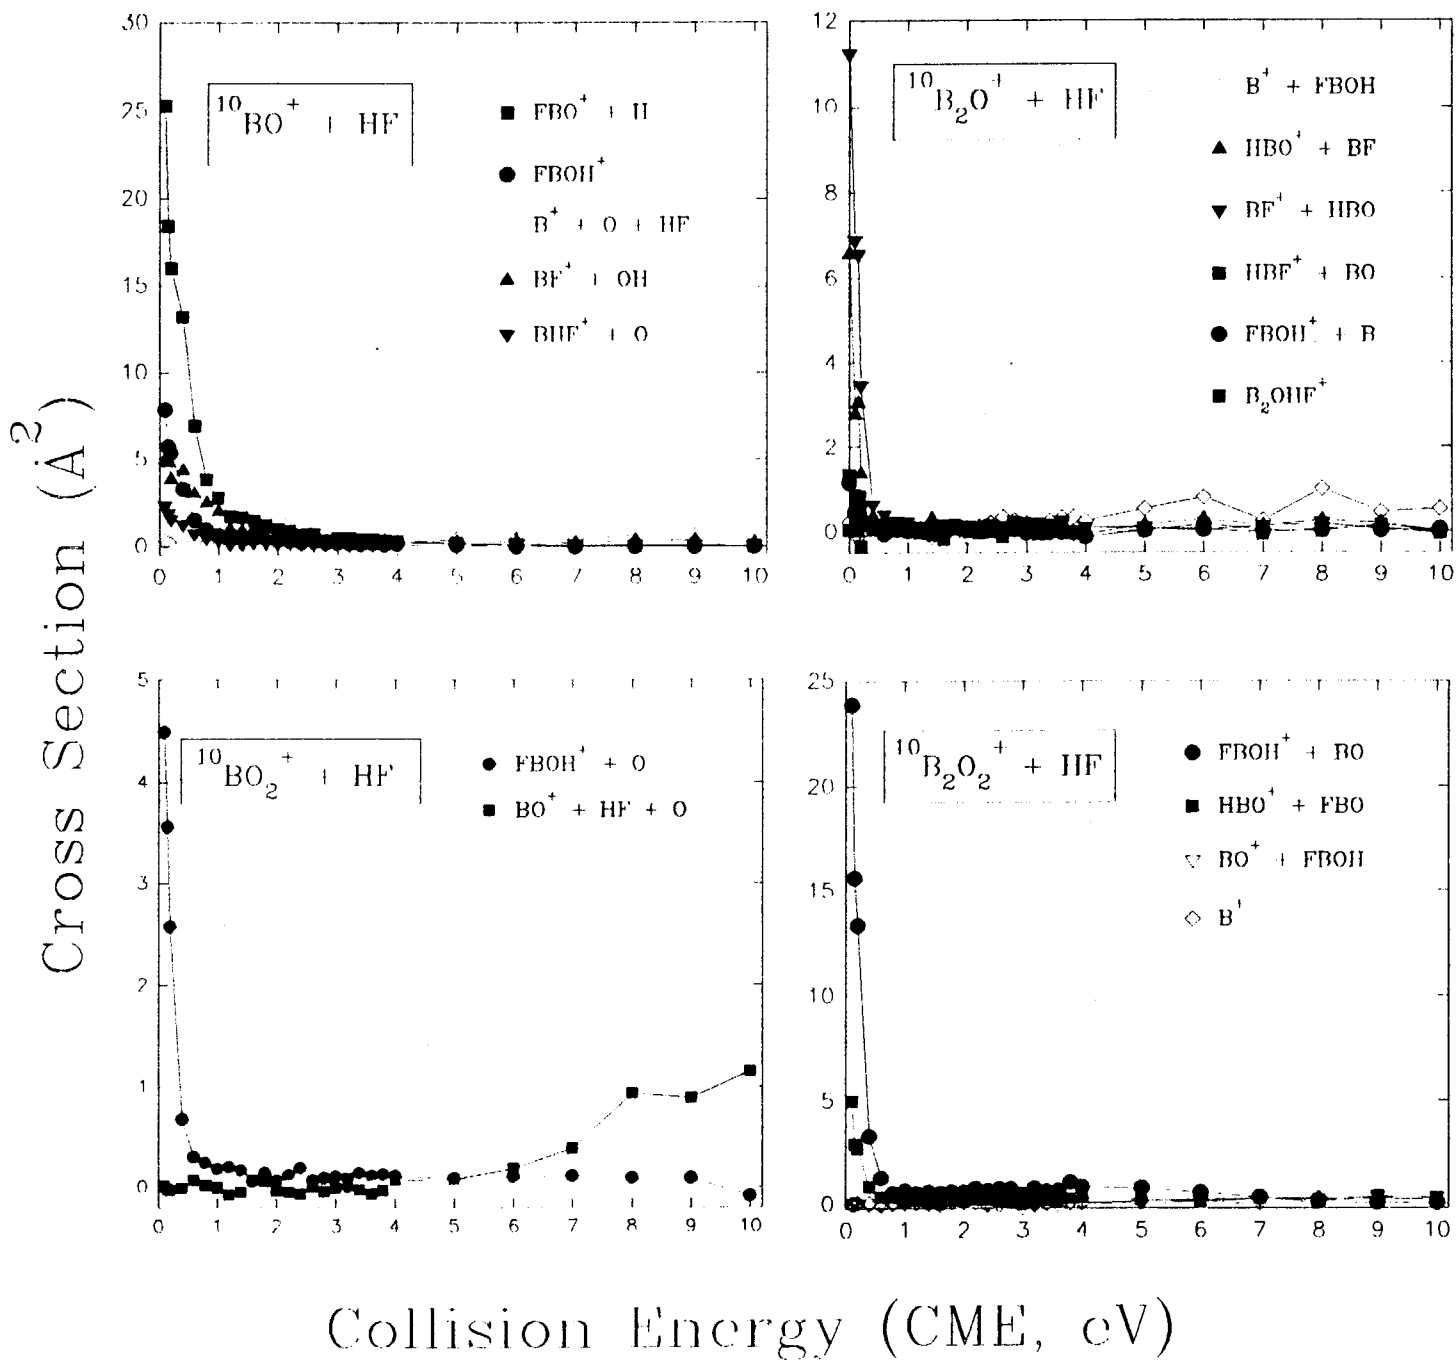 Cross Section (Å²)
30
25
20
15
10
5
0
0 1 2 3 4 5 6 7 8 9 10
¹⁰BO⁺ + HF
FBO⁺ + H
FBOH⁺
B⁺ + O + HF
BF⁺ + OH
BHF⁺ + O
12
10
8
6
4
2
0
0 1 2 3 4 5 6 7 8 9 10
¹⁰B₂O⁺ + HF
B⁺ + FBOH
HBO⁺ + BF
BF⁺ + HBO
HBF⁺ + BO
FBOH⁺ + B
B₂OHF⁺
5
4
3
2
1
0
0 1 2 3 4 5 6 7 8 9 10
¹⁰BO₂⁺ + HF
FBOH⁺ + O
BO⁺ + HF + O
25
20
15
10
5
0
0 1 2 3 4 5 6 7 8 9 10
¹⁰B₂O₂⁺ + HF
FBOH⁺ + BO
HBO⁺ + FBO
BO⁺ + FBOH
B⁺
Collision Energy (CME, eV)